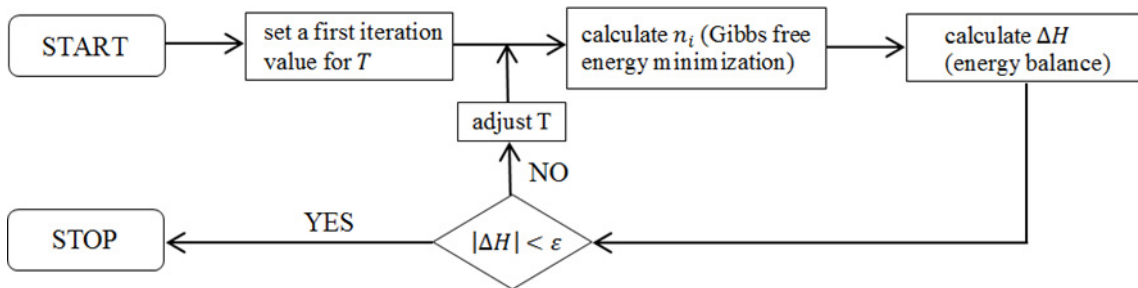 START
set a first iteration
value for T
calculate nᵢ (Gibbs free
energy minimization)
calculate ΔH
(energy balance)
adjust T
NO
YES
STOP
|ΔH| < ε